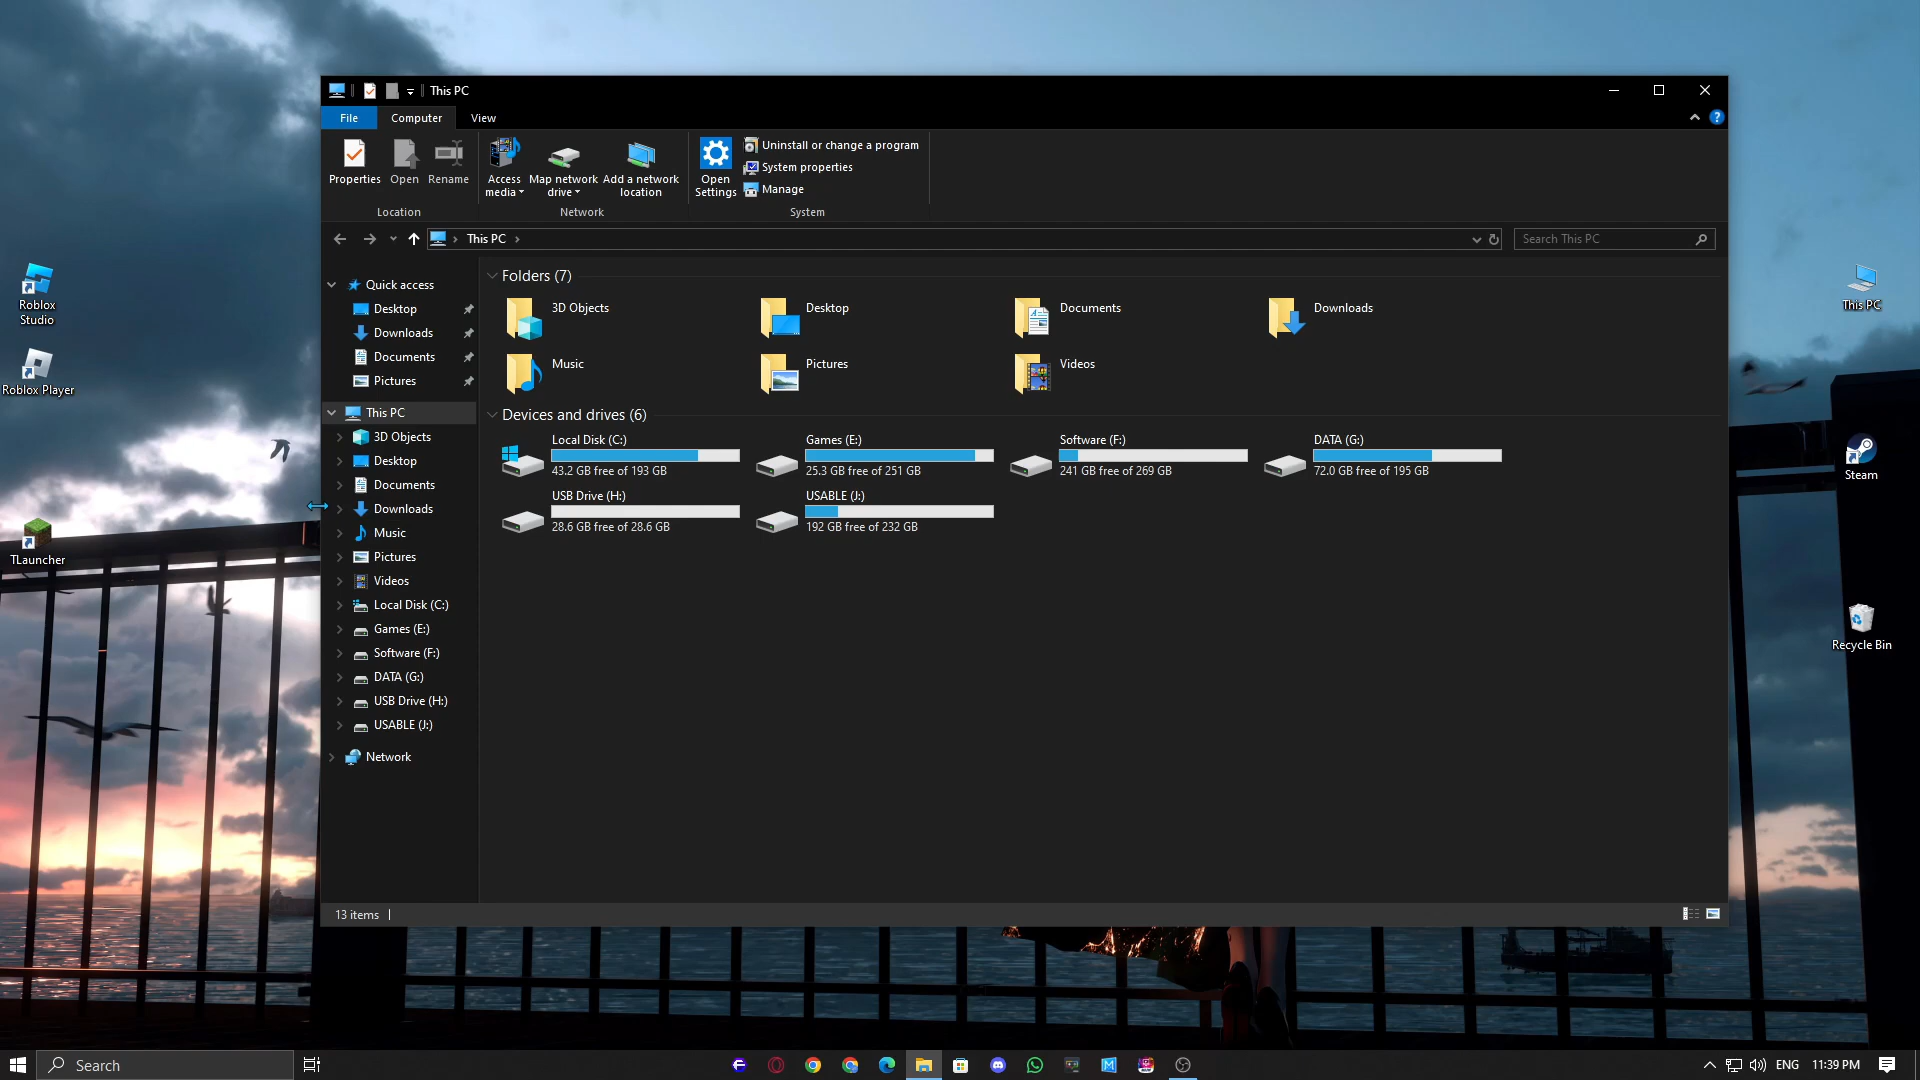 This PC
File
Computer
View
Properties
Open
Rename
Access
media
Map network
drive
Add a network
location
Open
Settings
Uninstall or change a program
System properties
Manage
Location
Network
System
This PC
Search This PC
Quick access
Desktop
Downloads
Documents
Pictures
This PC
3D Objects
Desktop
Documents
Downloads
Music
Pictures
Videos
Local Disk (C:)
Games (E:)
Software (F:)
DATA (G:)
USB Drive (H:)
USABLE (J:)
Network
Folders (7)
3D Objects
Desktop
Documents
Downloads
Music
Pictures
Videos
Devices and drives (6)
Local Disk (C:)
43.2 GB free of 193 GB
Games (E:)
25.3 GB free of 251 GB
Software (F:)
241 GB free of 269 GB
DATA (G:)
72.0 GB free of 195 GB
USB Drive (H:)
28.6 GB free of 28.6 GB
USABLE (J:)
192 GB free of 232 GB
13 items
Roblox
Studio
Roblox Player
TLauncher
This PC
Steam
Recycle Bin
Search
ENG
11:39 PM